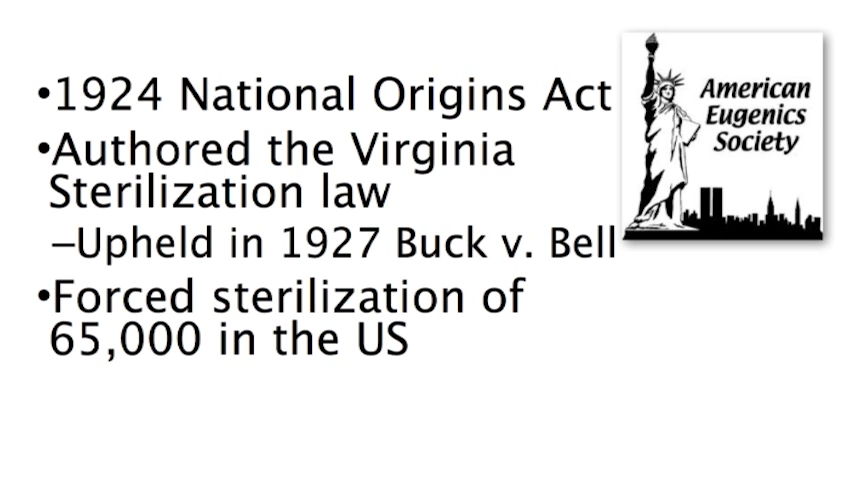 •1924 National Origins Act
•Authored the Virginia
Sterilization law
–Upheld in 1927 Buck v. Bell
•Forced sterilization of
65,000 in the US
American
Eugenics
Society